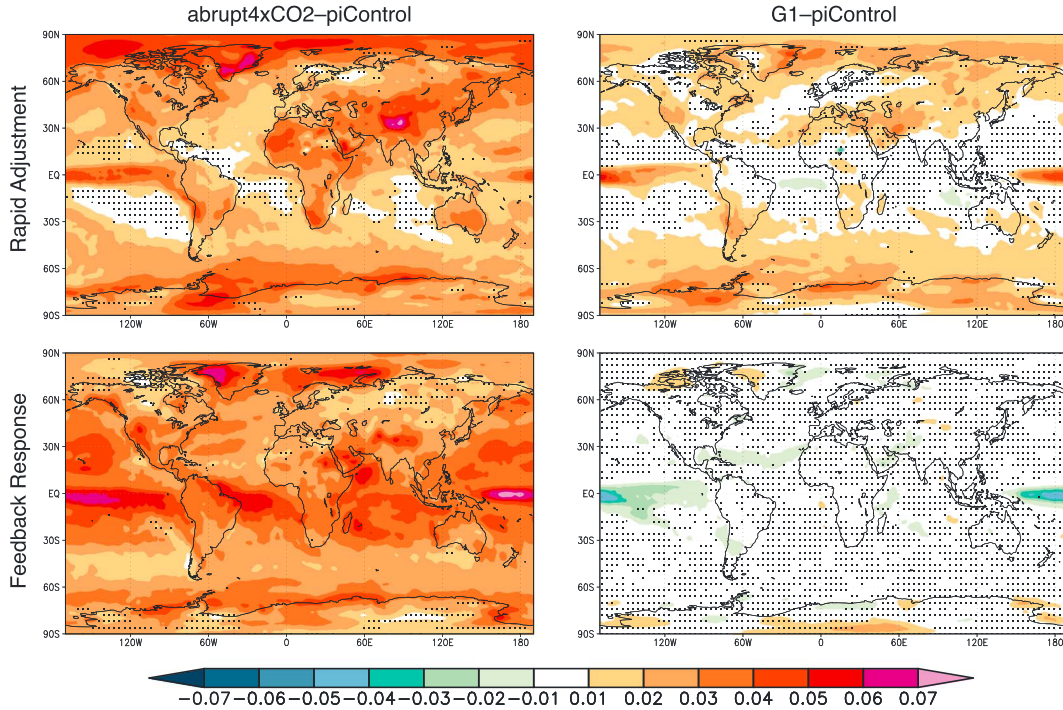 abrupt4xCO2–piControl
G1–piControl
Rapid Adjustment
90N
60N
30N
EQ
30S
60S
90S
120W 60W 0 60E 120E 180
90N
60N
30N
EQ
30S
60S
90S
120W 60W 0 60E 120E 180
Feedback Response
90N
60N
30N
EQ
30S
60S
90S
120W 60W 0 60E 120E 180
90N
60N
30N
EQ
30S
60S
90S
120W 60W 0 60E 120E 180
−0.07 −0.06 −0.05 −0.04 −0.03 −0.02 −0.01 0.01 0.02 0.03 0.04 0.05 0.06 0.07